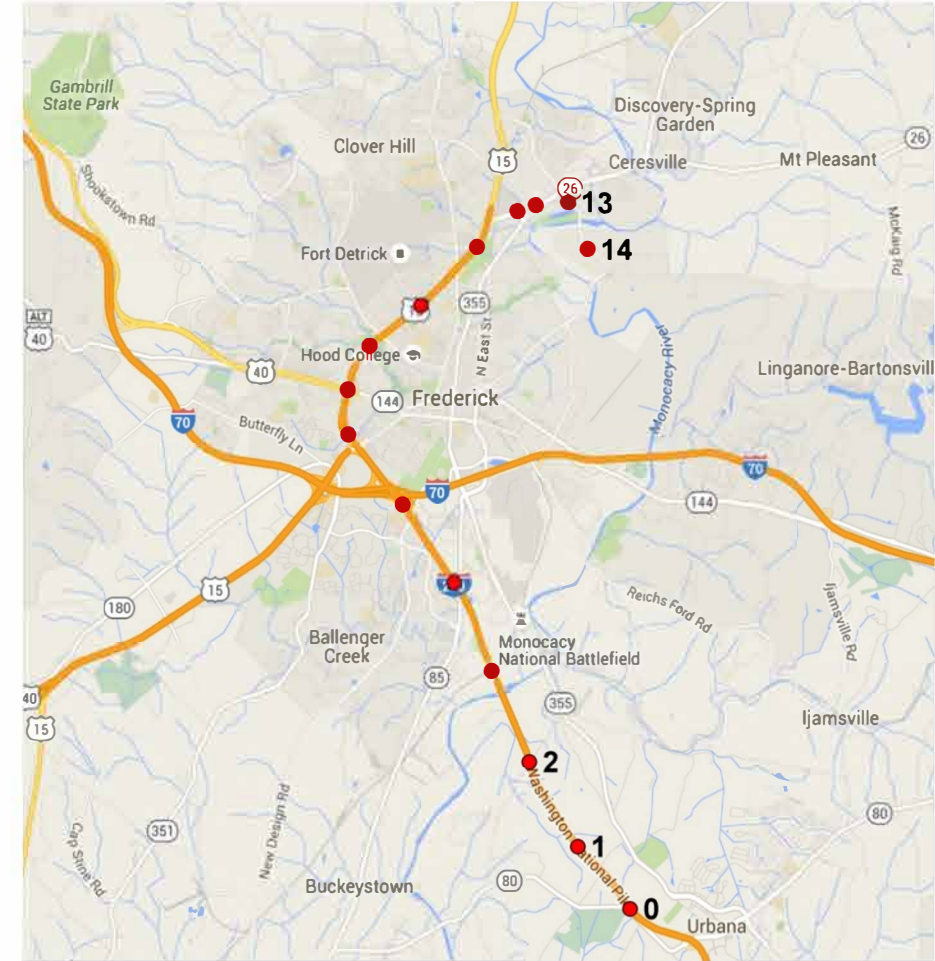 Gambrill
State Park
Discovery-Spring
Garden
Clover Hill
15
26
Ceresville
Mt Pleasant
Shookstown Rd
26
13
McKaig Rd
Fort Detrick
14
355
ALT
40
Hood College
N East St
Monocacy River
40
144
Frederick
Linganore-Bartonsvill
70
Butterfly Ln
70
70
144
15
180
Reichs Ford Rd
Ijamsville Rd
Ballenger
Creek
Monocacy
National Battlefield
85
40
355
15
Ijamsville
2
Washington National Pik
New Design Rd
351
80
Cap Stine Rd
1
Buckeystown
80
0
Urbana